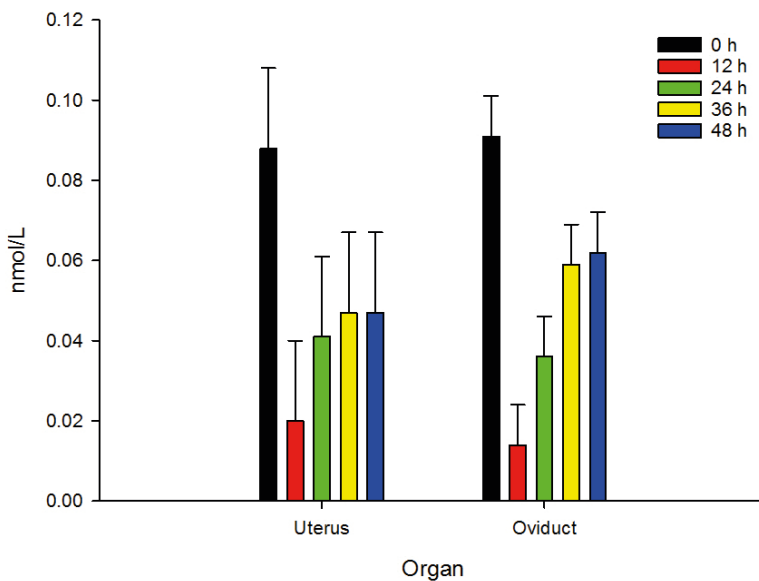 0.12
0.10
0.08
0.06
0.04
0.02
0.00
nmol/L
0 h
12 h
24 h
36 h
48 h
Uterus
Oviduct
Organ